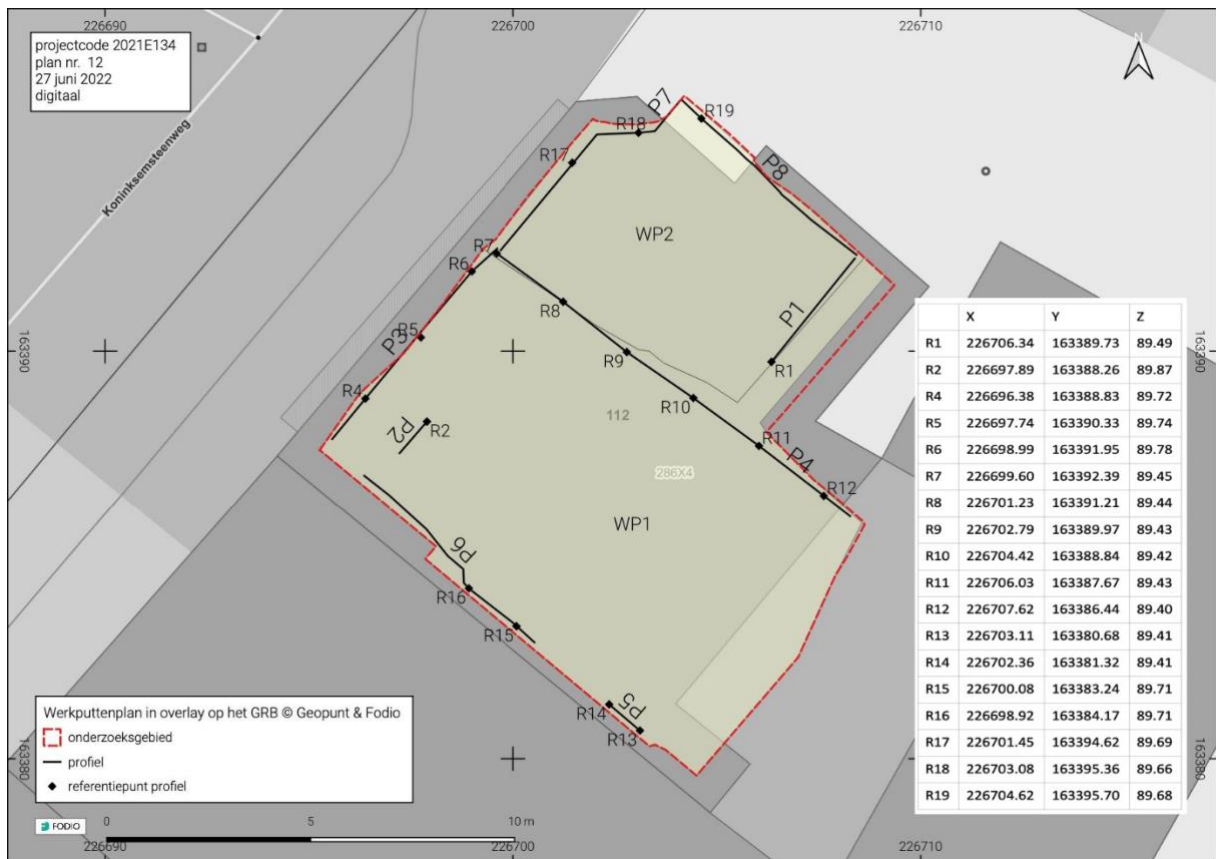 226690 226700 226710
projectcode 2021E134
plan nr. 12
27 juni 2022
digitaal
N
Koninksemsteenweg
P7
R19
R18
R17
P8
WP2
R7
R6
R8
P1
163390
R5
P3
R9
R1
163390
R4
R10
P2
R2
112
R11
P4
286X4
R12
WP1
P6
R16
R15
R14
P5
R13
163380
163380
X Y Z
R1 226706.34 163389.73 89.49
R2 226697.89 163388.26 89.87
R4 226696.38 163388.83 89.72
R5 226697.74 163390.33 89.74
R6 226698.99 163391.95 89.78
R7 226699.60 163392.39 89.45
R8 226701.23 163391.21 89.44
R9 226702.79 163389.97 89.43
R10 226704.42 163388.84 89.42
R11 226706.03 163387.67 89.43
R12 226707.62 163386.44 89.40
R13 226703.11 163380.68 89.41
R14 226702.36 163381.32 89.41
R15 226700.08 163383.24 89.71
R16 226698.92 163384.17 89.71
R17 226701.45 163394.62 89.69
R18 226703.08 163395.36 89.66
R19 226704.62 163395.70 89.68
Werkputtenplan in overlay op het GRB © Geopunt & Fodio
onderzoeksgebied
profiel
referentiepunt profiel
FODIO
0 5 10 m
226690 226700 226710